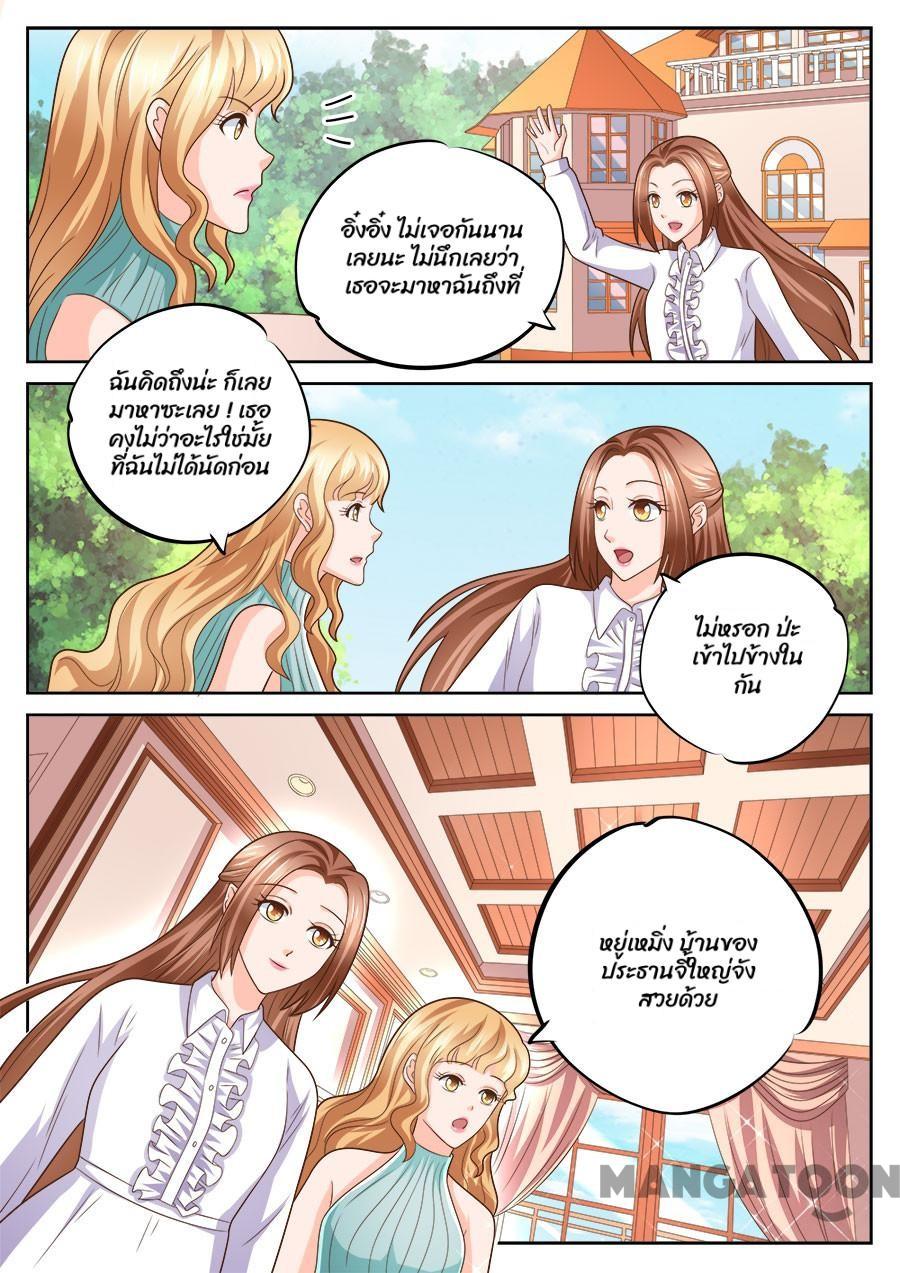 อิ๋งอิ๋ง ไม่เจอกันนาน
เลยนะ ไม่นึกเลยว่า
เธอจะมาหาฉันถึงที่
ฉันคิดถึงน่ะ ก็เลย
มาหาซะเลย ! เธอ
คงไม่ว่าอะไรใช่มั้ย
ที่ฉันไม่ได้นัดก่อน
ไม่หรอก ป่ะ
เข้าไปข้างใน
กัน
หยู่เหมิ่ง บ้านของ
ประธานจี้ใหญ่จัง
สวยด้วย
MANGATOON